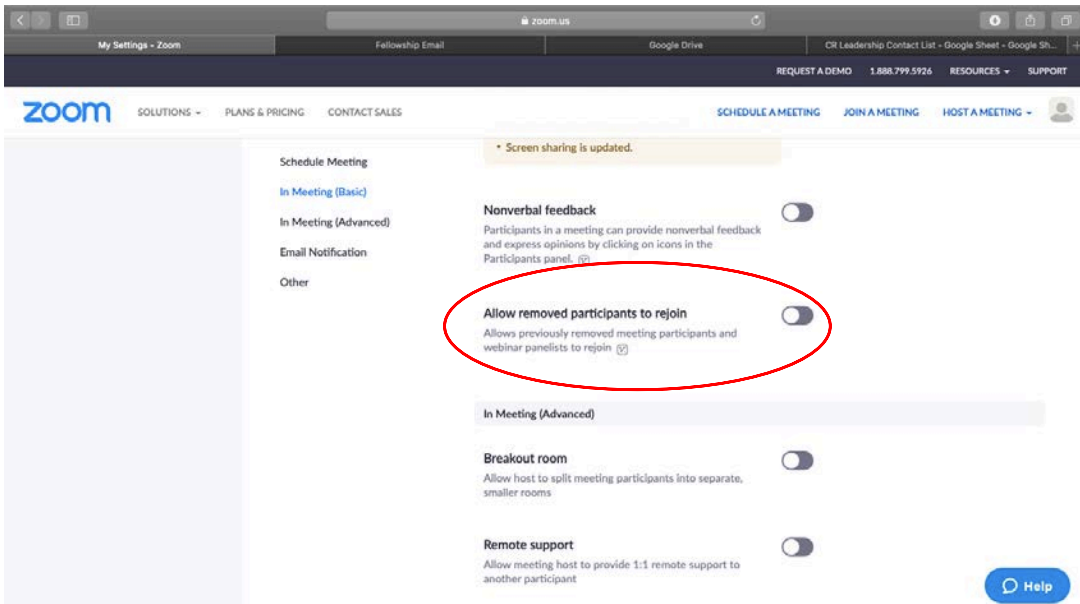 zoom.us
My Settings - Zoom
Fellowship Email
Google Drive
CR Leadership Contact List - Google Sheet - Google Sh...
REQUEST A DEMO 1.888.799.5926 RESOURCES SUPPORT
zoom SOLUTIONS PLANS & PRICING CONTACT SALES SCHEDULE A MEETING JOIN A MEETING HOST A MEETING
Schedule Meeting
In Meeting (Basic)
In Meeting (Advanced)
Email Notification
Other
• Screen sharing is updated.
Nonverbal feedback
Participants in a meeting can provide nonverbal feedback
and express opinions by clicking on icons in the
Participants panel.
Allow removed participants to rejoin
Allows previously removed meeting participants and
webinar panelists to rejoin
In Meeting (Advanced)
Breakout room
Allow host to split meeting participants into separate,
smaller rooms
Remote support
Allow meeting host to provide 1:1 remote support to
another participant
Help